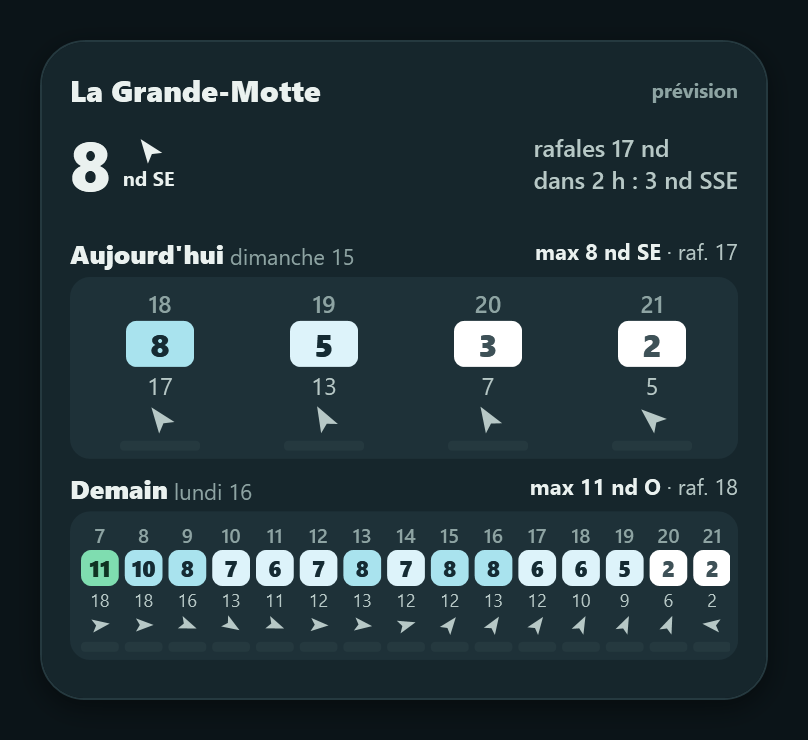 La Grande-Motte prévision
8 nd SE
rafales 17 nd
dans 2 h : 3 nd SSE
Aujourd'hui dimanche 15 max 8 nd SE · raf. 17
18 19 20 21
8 5 3 2
17 13 7 5
Demain lundi 16 max 11 nd O · raf. 18
7 8 9 10 11 12 13 14 15 16 17 18 19 20 21
11 10 8 7 6 7 8 7 8 8 6 6 5 2 2
18 18 16 13 11 12 13 12 12 13 12 10 9 6 2